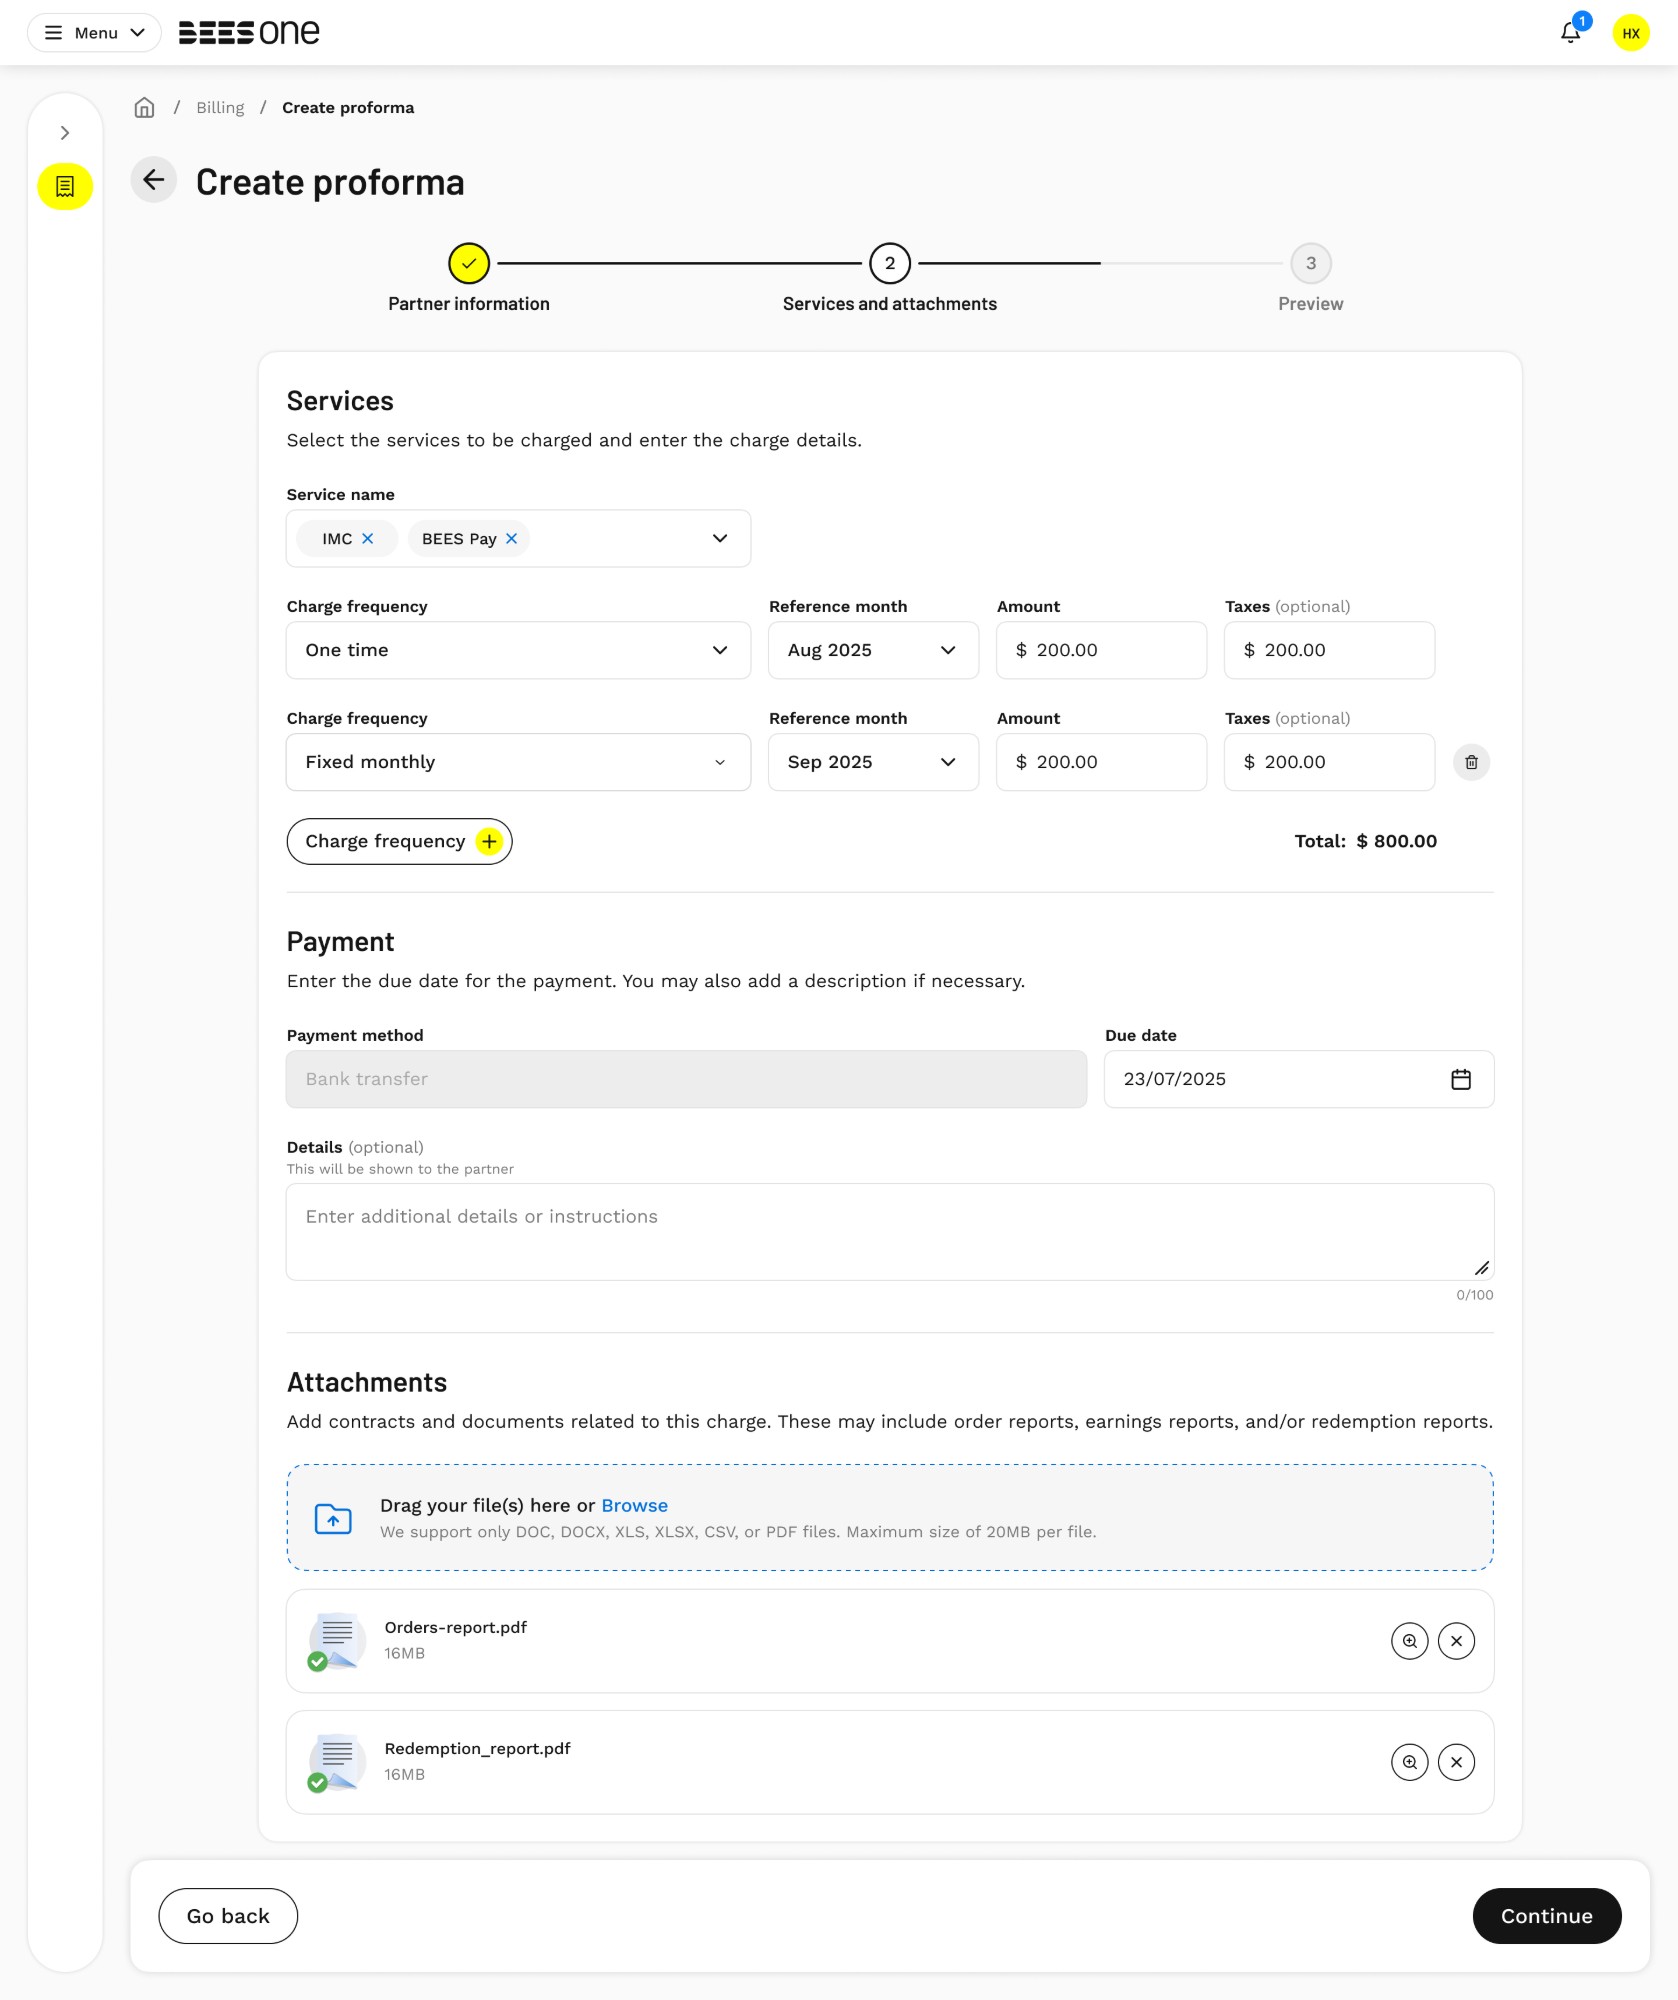 Menu
BEES one
1
HX
/ Billing / Create proforma
Create proforma
2
3
Partner information
Services and attachments
Preview
Services
Select the services to be charged and enter the charge details.
Service name
IMC
BEES Pay
Charge frequency
Reference month
Amount
Taxes (optional)
One time
Aug 2025
$ 200.00
$ 200.00
Charge frequency
Reference month
Amount
Taxes (optional)
Fixed monthly
Sep 2025
$ 200.00
$ 200.00
Charge frequency
Total: $ 800.00
Payment
Enter the due date for the payment. You may also add a description if necessary.
Payment method
Due date
Bank transfer
23/07/2025
Details (optional)
This will be shown to the partner
Enter additional details or instructions
0/100
Attachments
Add contracts and documents related to this charge. These may include order reports, earnings reports, and/or redemption reports.
Drag your file(s) here or Browse
We support only DOC, DOCX, XLS, XLSX, CSV, or PDF files. Maximum size of 20MB per file.
Orders-report.pdf
16MB
Redemption_report.pdf
16MB
Go back
Continue